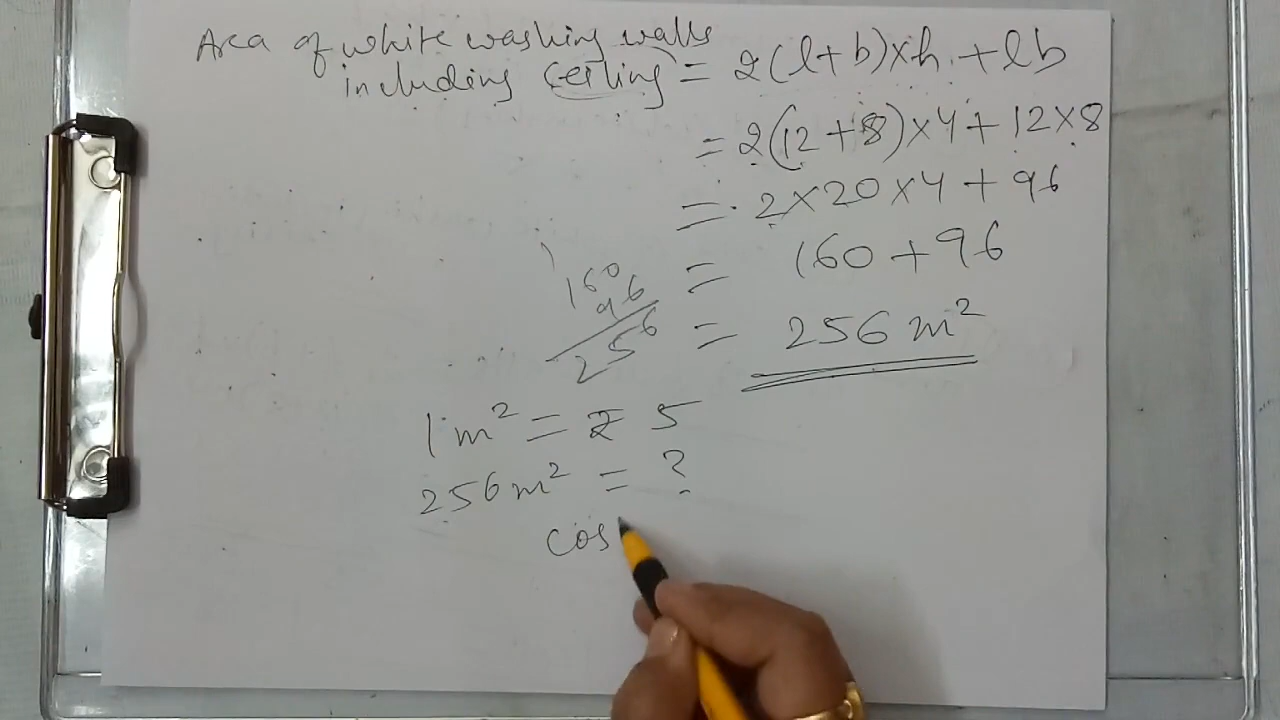 Area of white washing walls
including Ceiling = 2(l+b)×h + lb
= 2(12+8)×4+12×8
= 2×20×4+96
= 160+96
= 256 m²
160
96
256
1m² = ₹ 5
256m² = ?
cos